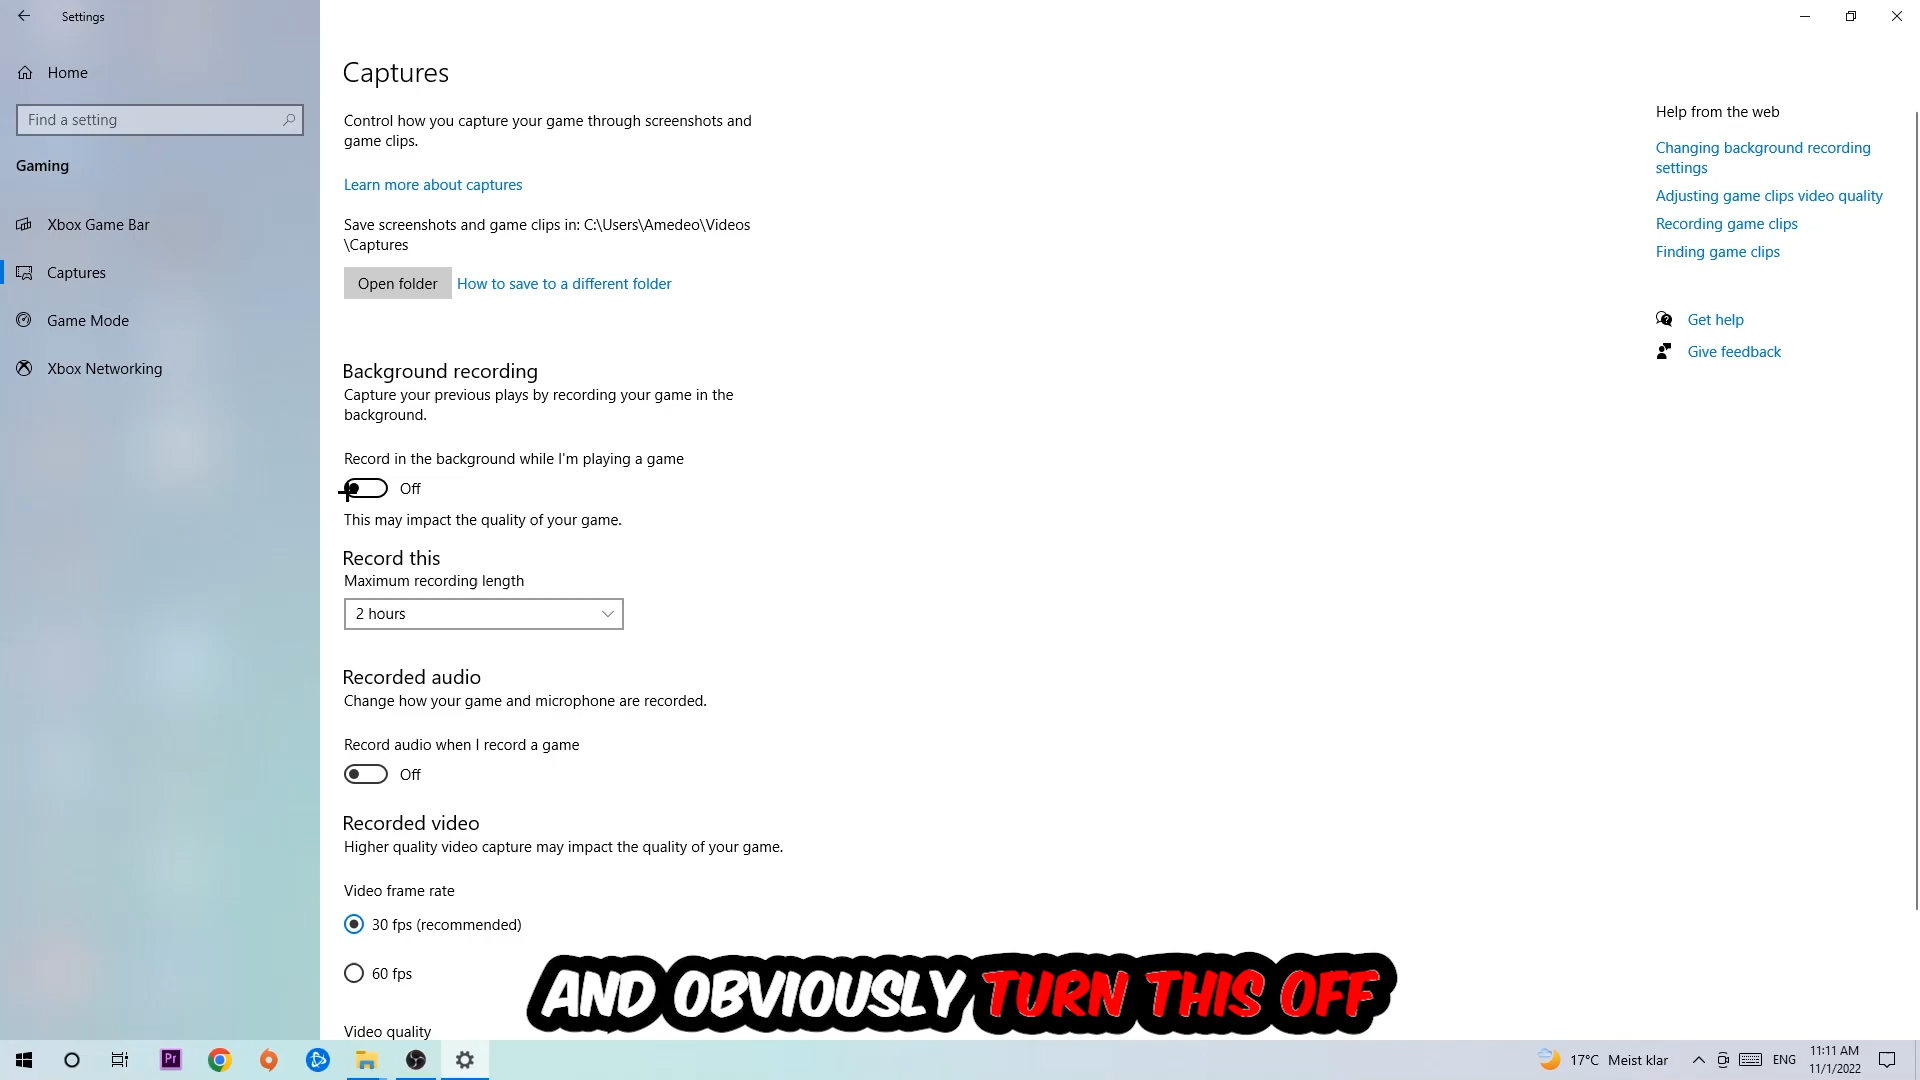 Settings
Home
Find a setting
Gaming
Xbox Game Bar
Captures
Game Mode
Xbox Networking
Captures
Control how you capture your game through screenshots and
game clips.
Learn more about captures
Save screenshots and game clips in: C:\Users\Amedeo\Videos
\Captures
Open folder
How to save to a different folder
Background recording
Capture your previous plays by recording your game in the
background.
Record in the background while I'm playing a game
Off
This may impact the quality of your game.
Record this
Maximum recording length
2 hours
Recorded audio
Change how your game and microphone are recorded.
Record audio when I record a game
Off
Recorded video
Higher quality video capture may impact the quality of your game.
Video frame rate
30 fps (recommended)
60 fps
Video quality
Help from the web
Changing background recording
settings
Adjusting game clips video quality
Recording game clips
Finding game clips
Get help
Give feedback
AND OBVIOUSLY TURN THIS OFF
Pr
17°C Meist klar
ENG
11:11 AM
11/1/2022